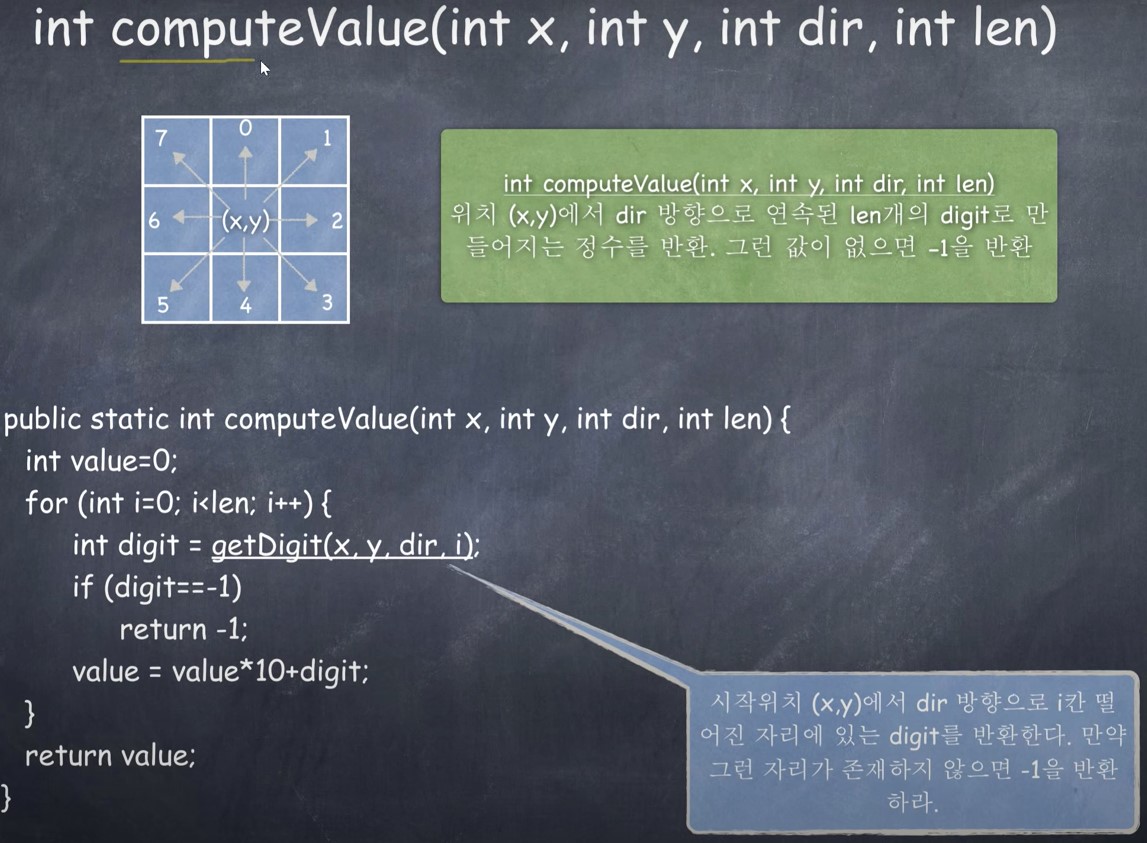 int computeValue(int x, int y, int dir, int len)
7 0 1
6 (x,y) 2
5 4 3
int computeValue(int x, int y, int dir, int len)
위치 (x,y)에서 dir 방향으로 연속된 len개의 digit로 만
들어지는 정수를 반환. 그런 값이 없으면 -1을 반환
public static int computeValue(int x, int y, int dir, int len) {
int value=0;
for (int i=0; i<len; i++) {
int digit = getDigit(x, y, dir, i);
if (digit==-1)
return -1;
value = value*10+digit;
}
return value;
}
시작위치 (x,y)에서 dir 방향으로 i칸 떨
어진 자리에 있는 digit를 반환한다. 만약
그런 자리가 존재하지 않으면 -1을 반환
하라.